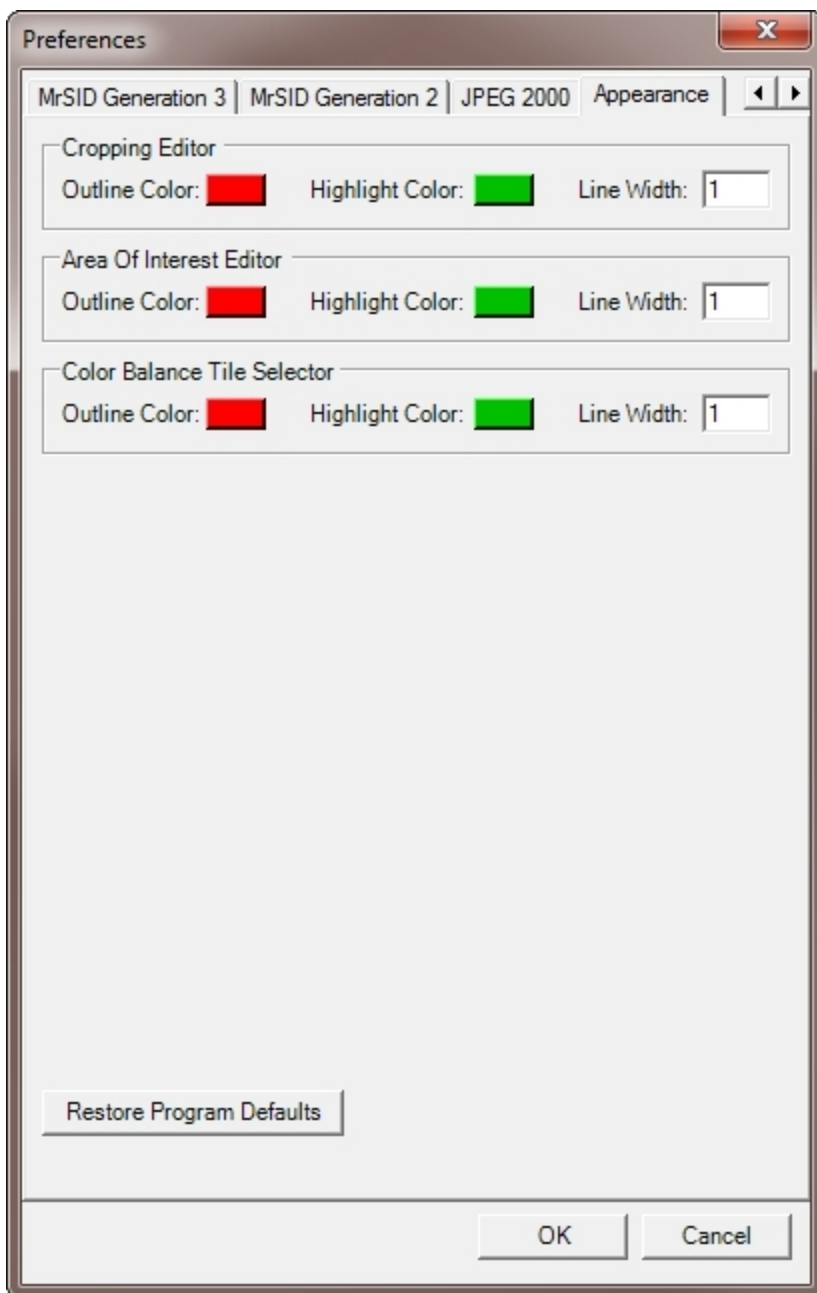 Preferences
MrSID Generation 3 MrSID Generation 2 JPEG 2000 Appearance
Cropping Editor
Outline Color: Highlight Color: Line Width: 1
Area Of Interest Editor
Outline Color: Highlight Color: Line Width: 1
Color Balance Tile Selector
Outline Color: Highlight Color: Line Width: 1
Restore Program Defaults
OK Cancel